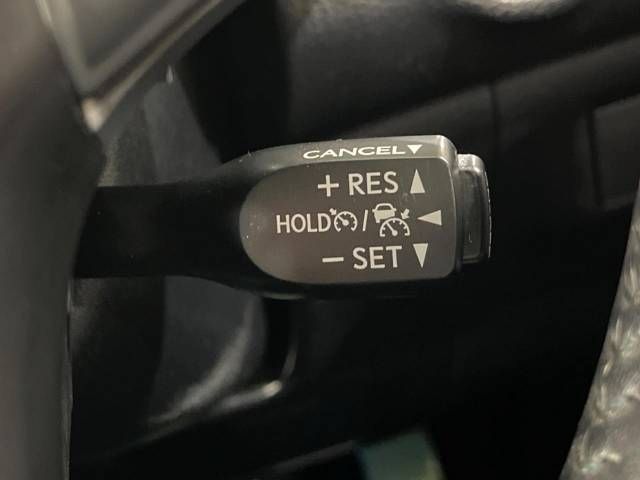 CANCEL▼
+ RES ▲
HOLD / ◀
− SET ▼